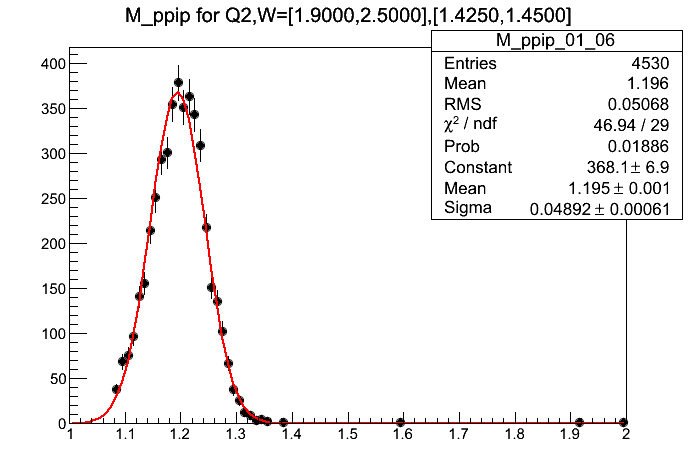 M_ppip for Q2,W=[1.9000,2.5000],[1.4250,1.4500]
M_ppip_01_06
Entries 4530
Mean 1.196
RMS 0.05068
χ² / ndf 46.94 / 29
Prob 0.01886
Constant 368.1 ± 6.9
Mean 1.195 ± 0.001
Sigma 0.04892 ± 0.00061
400
350
300
250
200
150
100
50
0
1 1.1 1.2 1.3 1.4 1.5 1.6 1.7 1.8 1.9 2